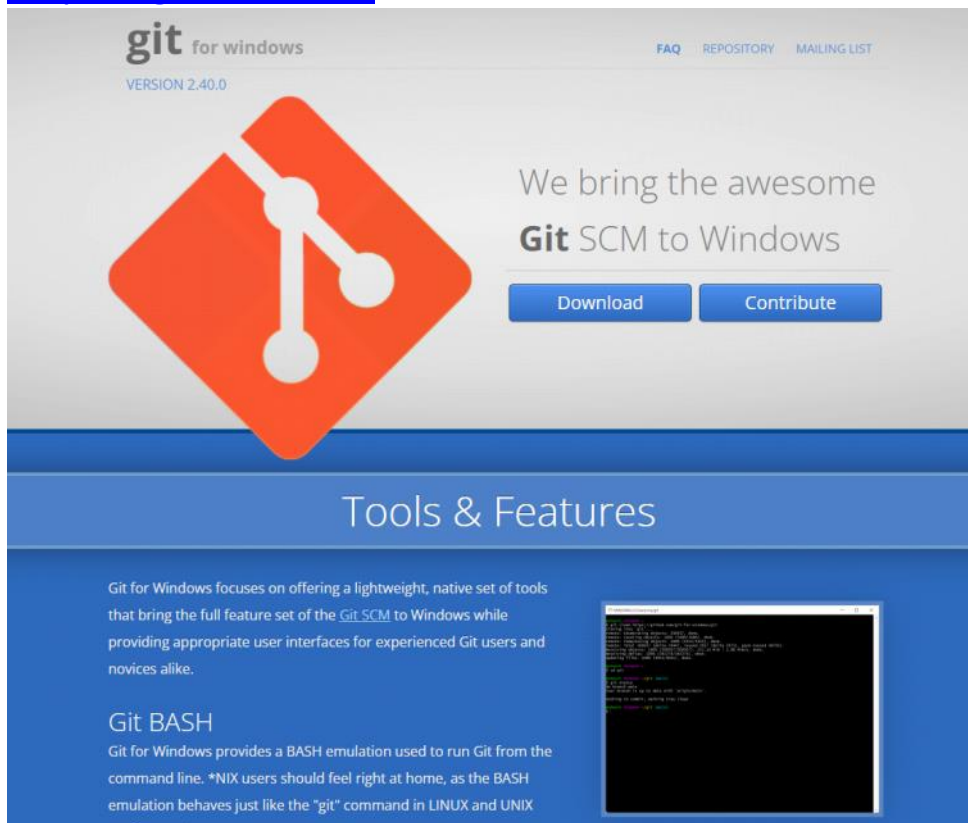 git for windows
FAQ REPOSITORY MAILING LIST
VERSION 2.40.0
We bring the awesome
Git SCM to Windows
Download Contribute
Tools & Features
Git for Windows focuses on offering a lightweight, native set of tools
that bring the full feature set of the Git SCM to Windows while
providing appropriate user interfaces for experienced Git users and
novices alike.
Git BASH
Git for Windows provides a BASH emulation used to run Git from the
command line. *NIX users should feel right at home, as the BASH
emulation behaves just like the "git" command in LINUX and UNIX